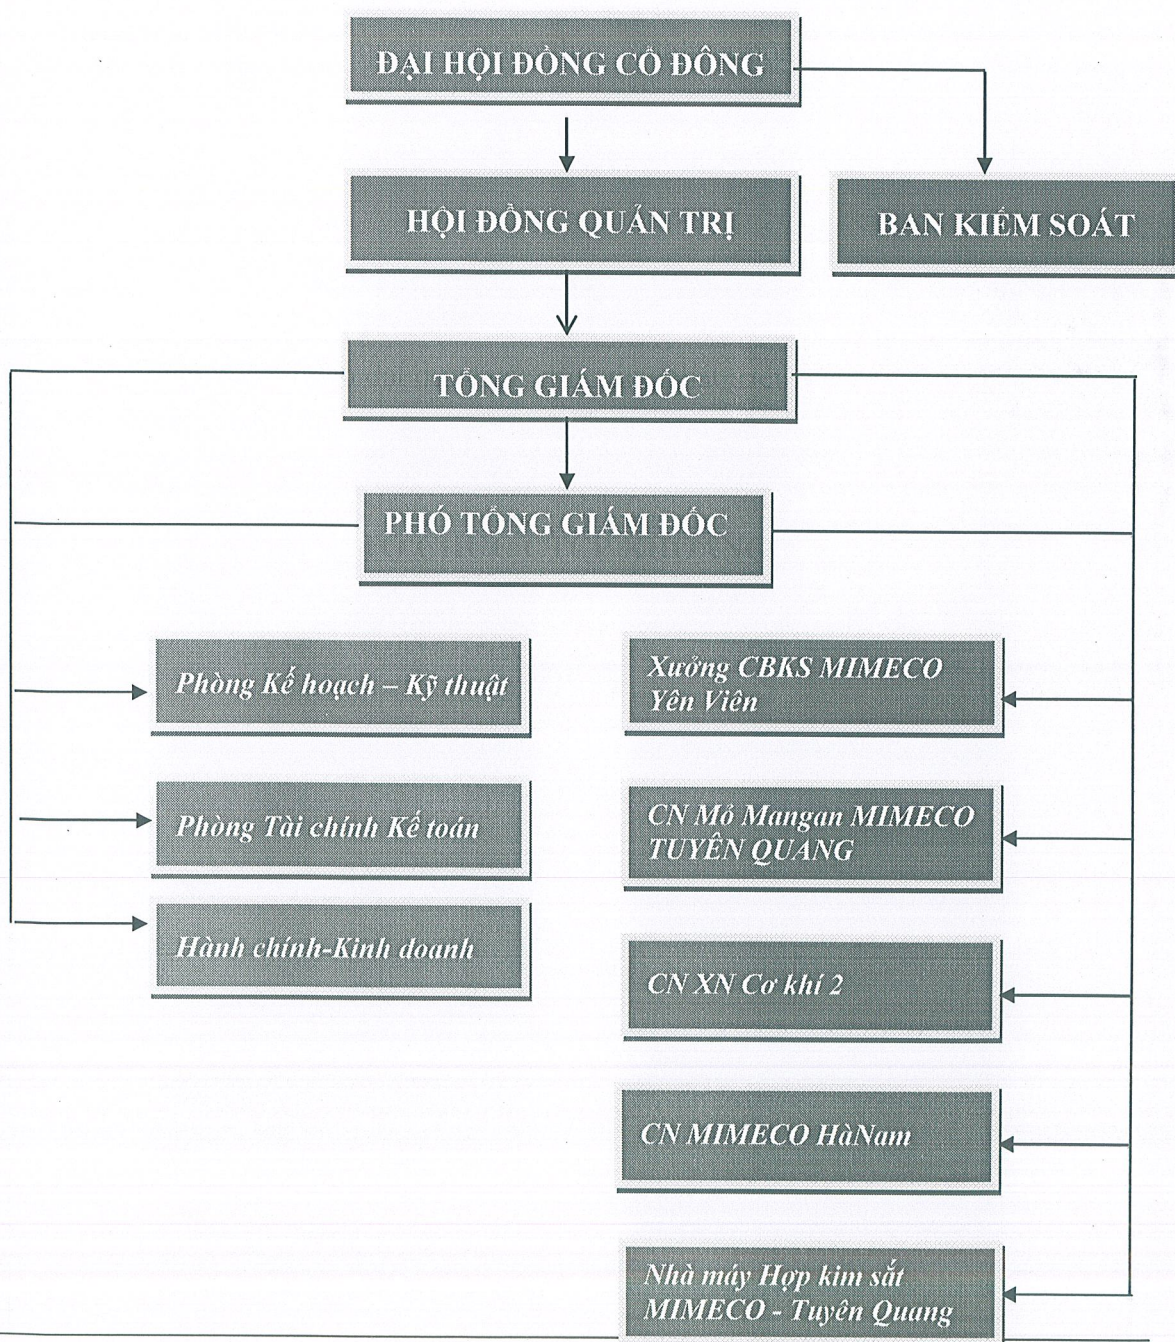 ĐẠI HỘI ĐỒNG CỔ ĐÔNG
HỘI ĐỒNG QUẢN TRỊ
BAN KIỂM SOÁT
TỔNG GIÁM ĐỐC
PHÓ TỔNG GIÁM ĐỐC
Phòng Kế hoạch – Kỹ thuật
Phòng Tài chính Kế toán
Hành chính-Kinh doanh
Xưởng CBKS MIMECO
Yên Viên
CN Mỏ Mangan MIMECO
TUYÊN QUANG
CN XN Cơ khí 2
CN MIMECO HàNam
Nhà máy Hợp kim sắt
MIMECO - Tuyên Quang